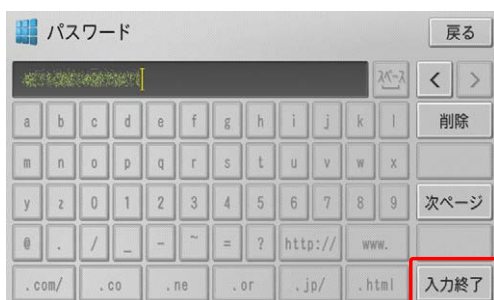 パスワード 戻る
スペース < >
a b c d e f g h i j k l 削除
m n o p q r s t u v w x
y z 0 1 2 3 4 5 6 7 8 9 次ページ
@ . / _ - ~ = ? http:// www.
.com/ .co .ne .or .jp/ .html 入力終了